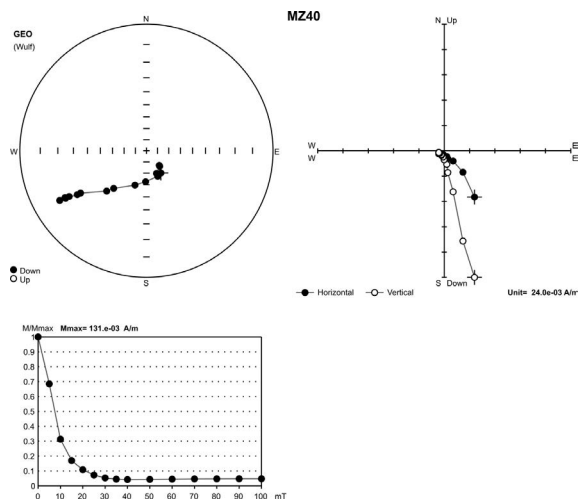 MZ40
GEO
(Wulf)
N
W
E
S
Down
Up
N Up
W
W
E
E
S Down
Horizontal
Vertical
Unit= 24.0e-03 A/m
M/Mmax Mmax= 131.e-03 A/m
1
0.9
0.8
0.7
0.6
0.5
0.4
0.3
0.2
0.1
0
0 10 20 30 40 50 60 70 80 90 100 mT